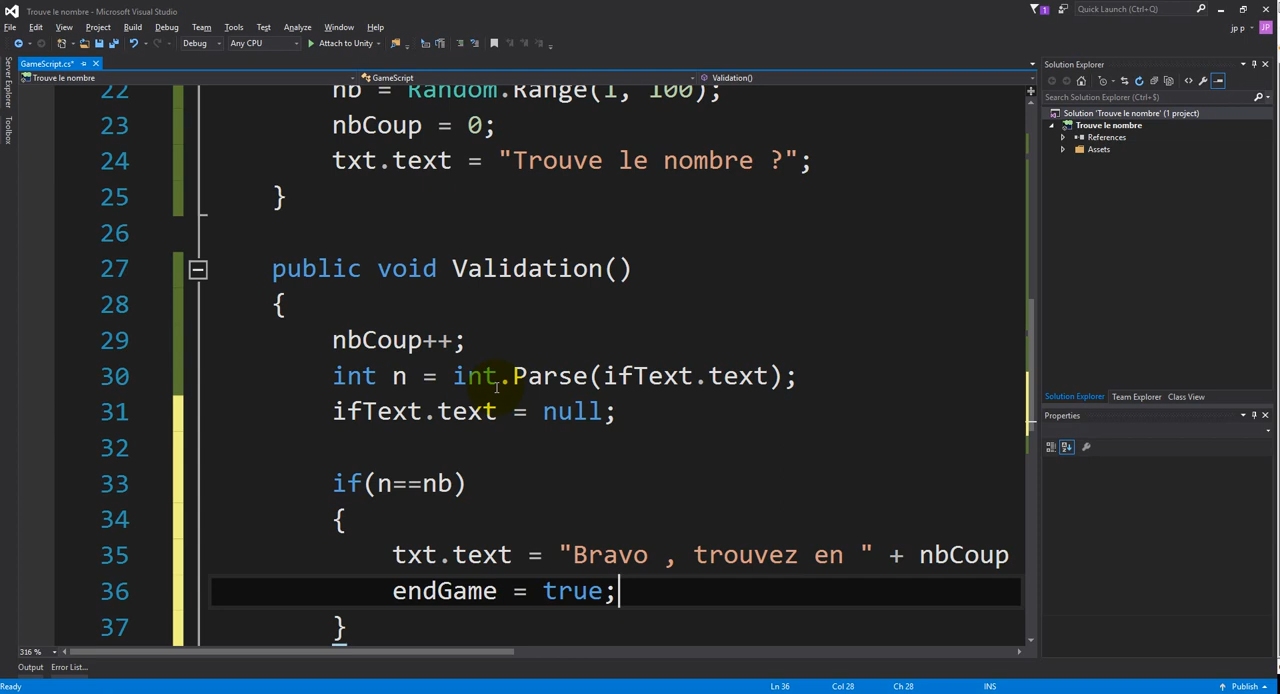 Trouve le nombre - Microsoft Visual Studio
1
Quick Launch (Ctrl+Q)
File Edit View Project Build Debug Team Tools Test Analyze Window Help
jp p
JP
Debug Any CPU Attach to Unity
GameScript.cs*
Trouve le nombre GameScript Validation()
Server Explorer
Toolbox
22 nb = Random.Range(1, 100);
23 nbCoup = 0;
24 txt.text = "Trouve le nombre ?";
25 }
26
27 public void Validation()
28 {
29 nbCoup++;
30 int n = int.Parse(ifText.text);
31 ifText.text = null;
32
33 if(n==nb)
34 {
35 txt.text = "Bravo , trouvez en " + nbCoup
36 endGame = true;
37 }
316 %
Output Error List...
Ready Ln 36 Col 28 Ch 28 INS Publish
Solution Explorer
Search Solution Explorer (Ctrl+$)
Solution 'Trouve le nombre' (1 project)
Trouve le nombre
References
Assets
Solution Explorer Team Explorer Class View
Properties